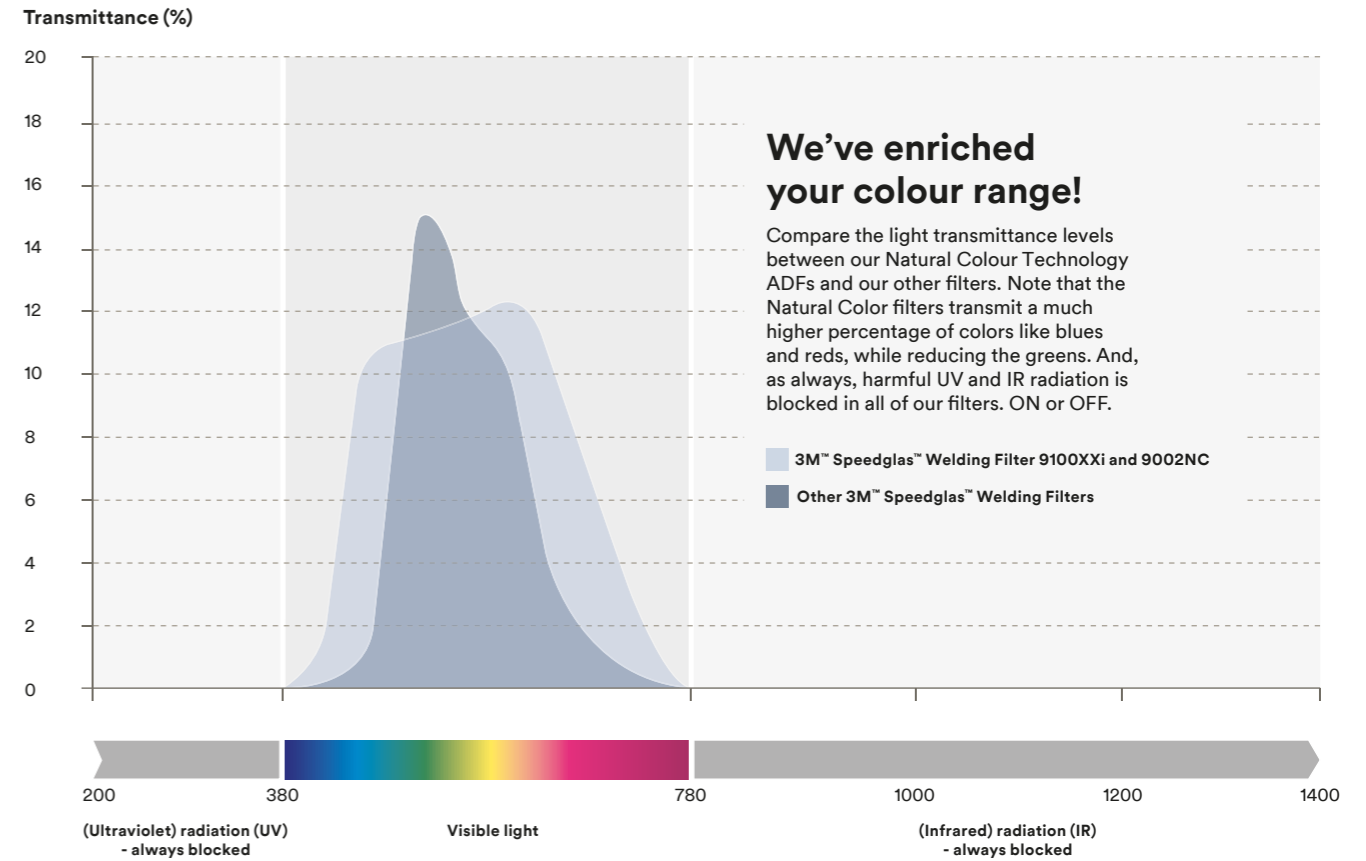 Transmittance (%)
20
18
16
14
12
10
8
6
4
2
0
We’ve enriched
your colour range!
Compare the light transmittance levels
between our Natural Colour Technology
ADFs and our other filters. Note that the
Natural Color filters transmit a much
higher percentage of colors like blues
and reds, while reducing the greens. And,
as always, harmful UV and IR radiation is
blocked in all of our filters. ON or OFF.
3M™ Speedglas™ Welding Filter 9100XXi and 9002NC
Other 3M™ Speedglas™ Welding Filters
200 380 780 1000 1200 1400
(Ultraviolet) radiation (UV) Visible light (Infrared) radiation (IR)
- always blocked - always blocked